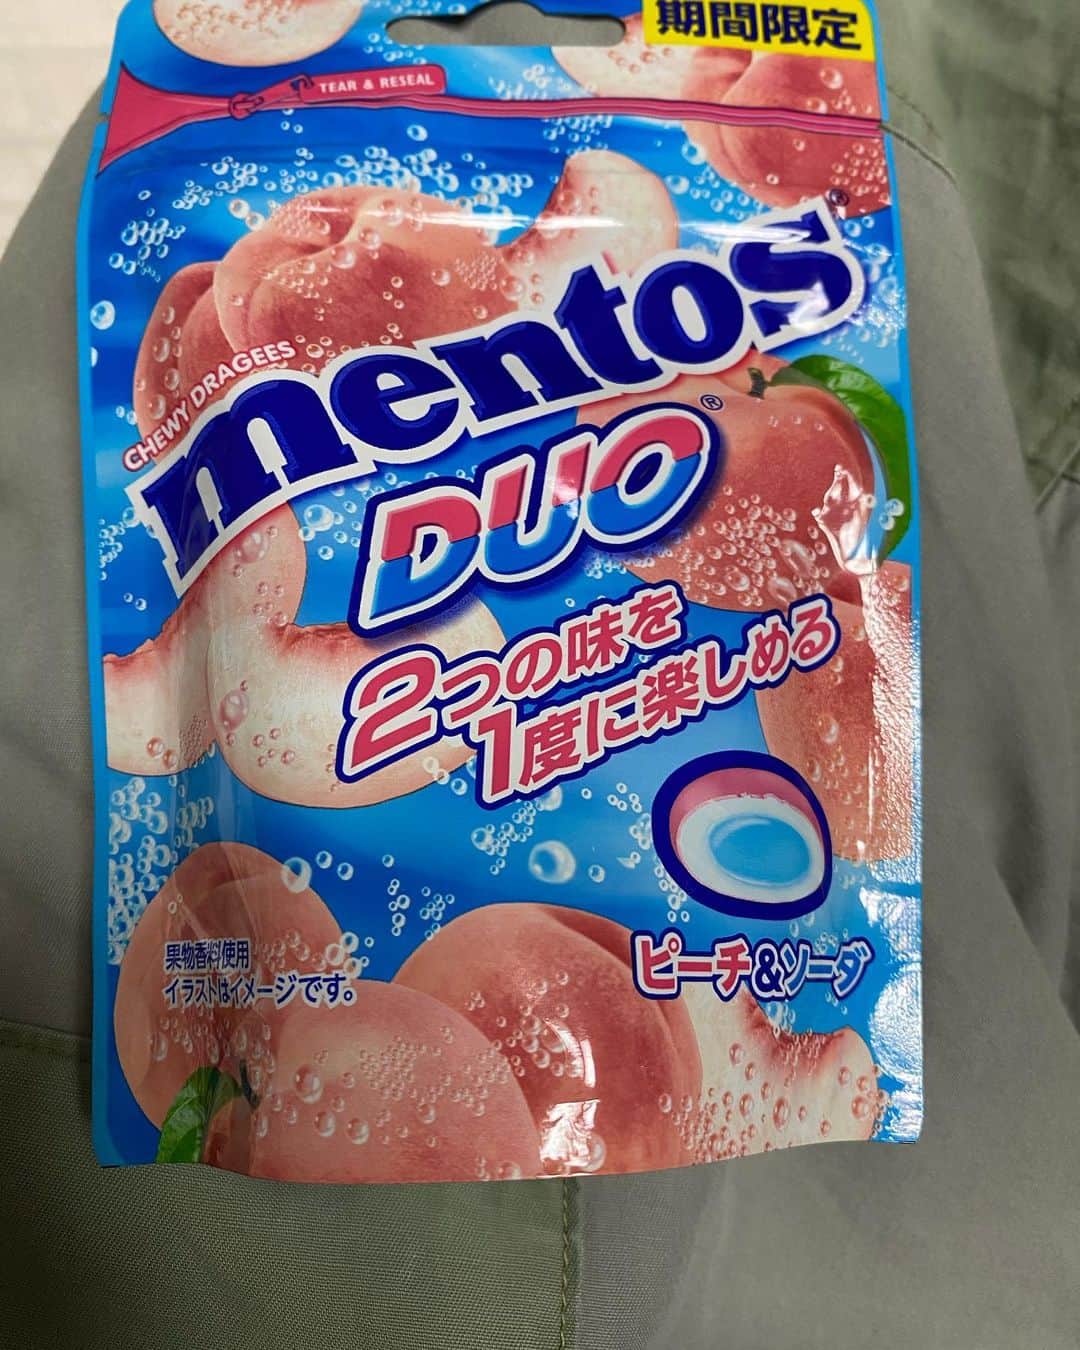 期間限定
TEAR & RESEAL
CHEWY DRAGEES
mentos®
DUO®
2つの味を
1度に楽しめる
ピーチ&ソーダ
果物香料使用
イラストはイメージです。